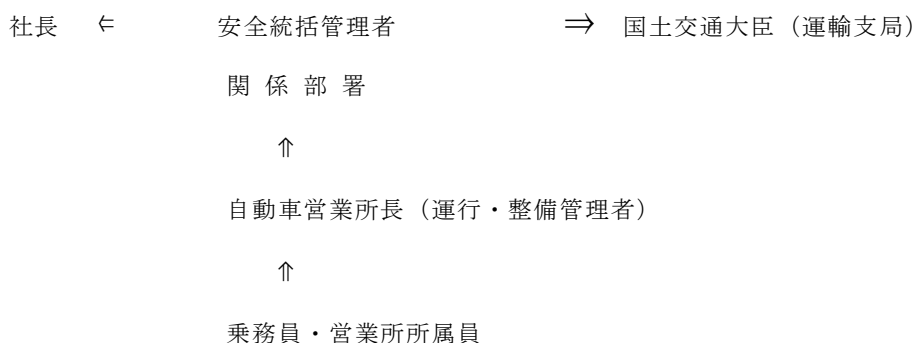 社長 ⇐ 安全統括管理者 ⇒ 国土交通大臣（運輸支局）
関 係 部 署
⇑
自動車営業所長（運行・整備管理者）
⇑
乗務員・営業所所属員